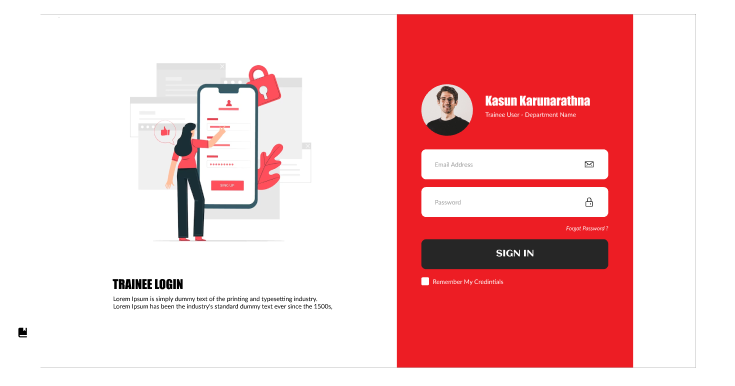 SIGN UP
TRAINEE LOGIN
Lorem Ipsum is simply dummy text of the printing and typesetting industry.
Lorem Ipsum has been the industry's standard dummy text ever since the 1500s,
Kasun Karunarathna
Trainee User - Department Name
Email Address
Password
Forgot Password ?
SIGN IN
Remember My Credintials